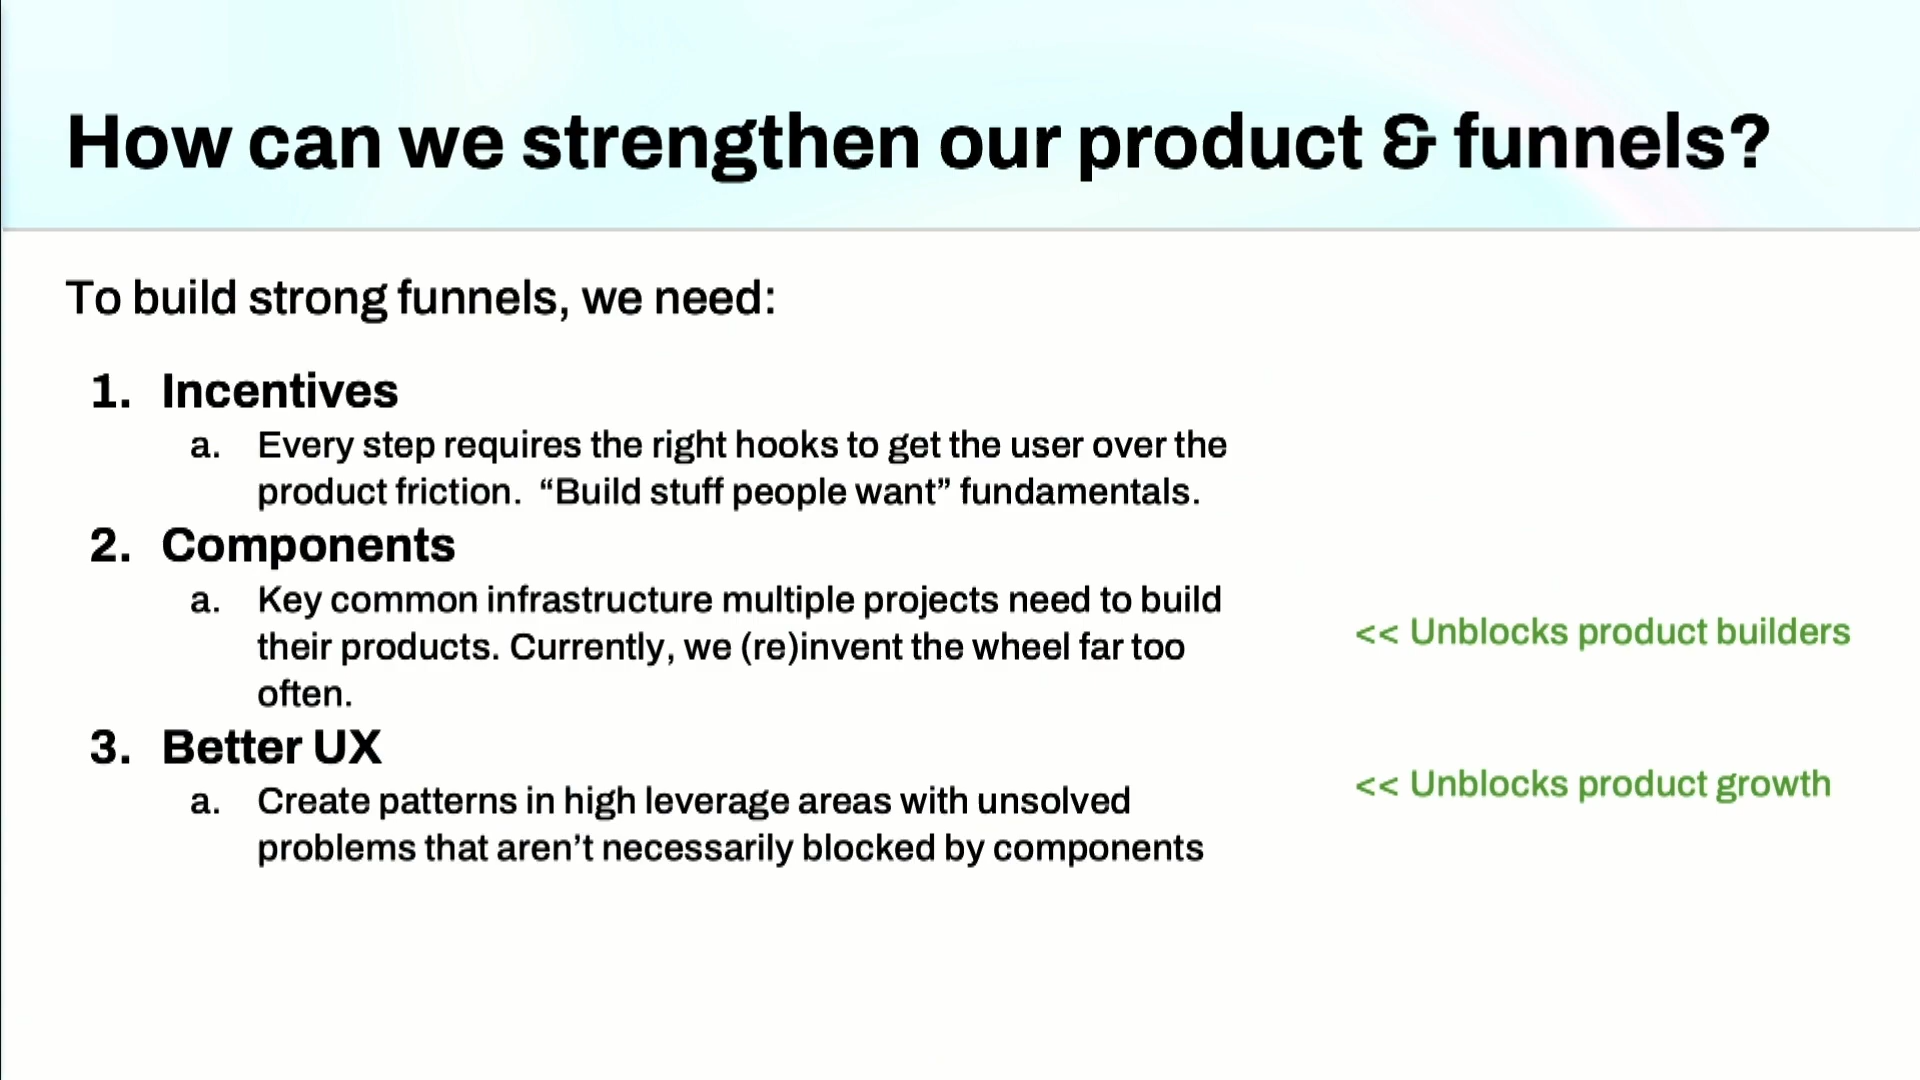 How can we strengthen our product & funnels?
To build strong funnels, we need:
1. Incentives
a. Every step requires the right hooks to get the user over the
product friction.  “Build stuff people want” fundamentals.
2. Components
a. Key common infrastructure multiple projects need to build
their products. Currently, we (re)invent the wheel far too
often.
<< Unblocks product builders
3. Better UX
a. Create patterns in high leverage areas with unsolved
problems that aren’t necessarily blocked by components
<< Unblocks product growth